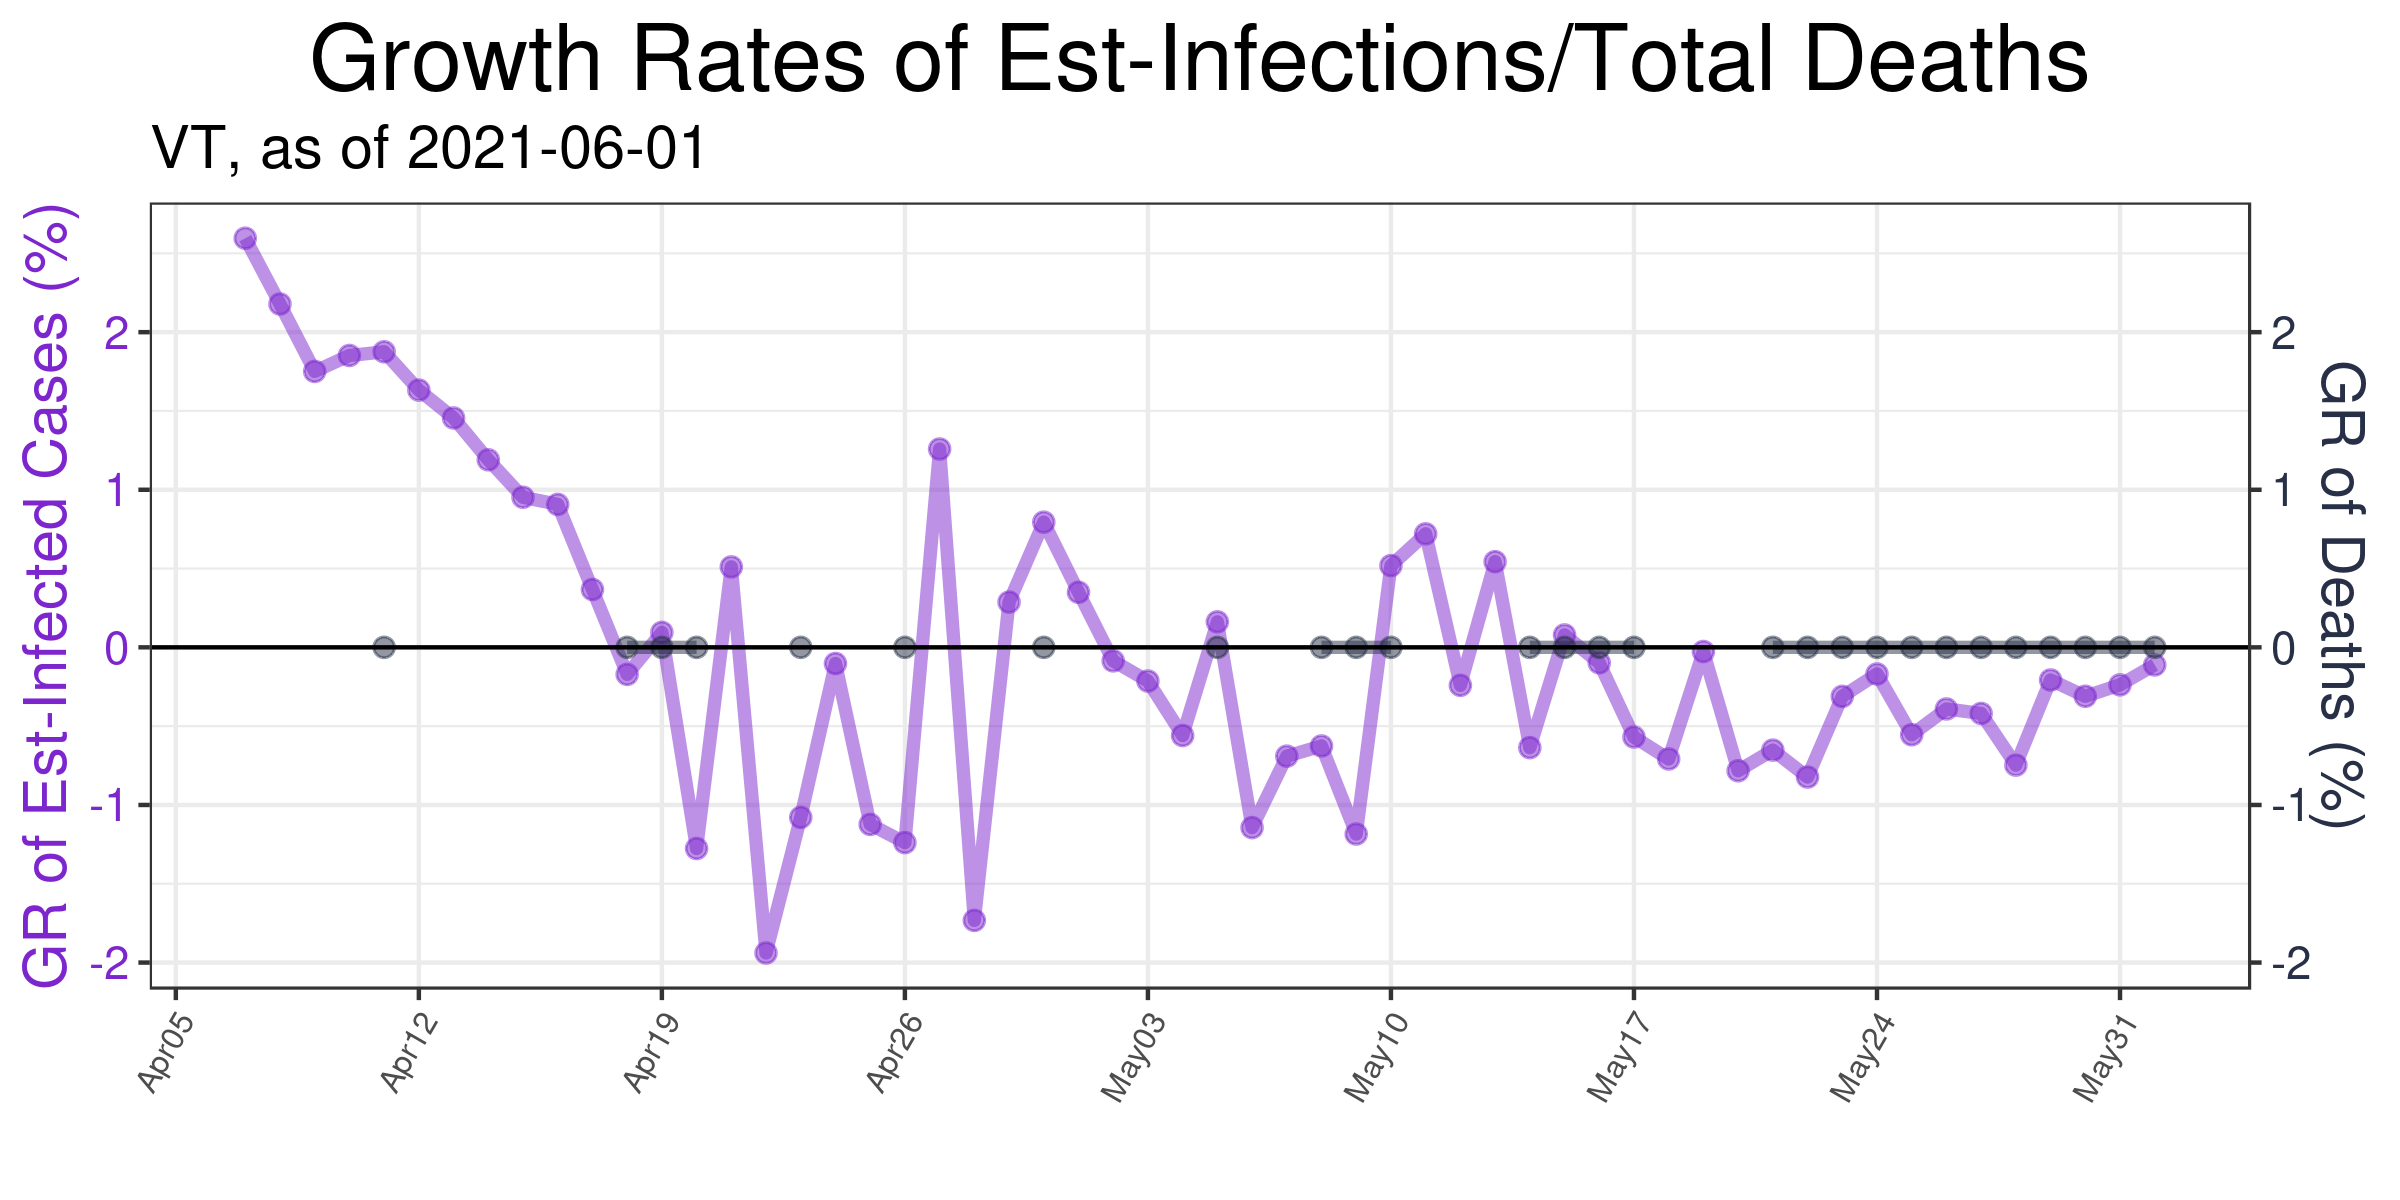 Growth Rates of Est-Infections/Total Deaths
VT, as of 2021-06-01
GR of Est-Infected Cases (%)
2
1
0
-1
-2
2
1
0
-1
-2
GR of Deaths (%)
Apr05
Apr12
Apr19
Apr26
May03
May10
May17
May24
May31